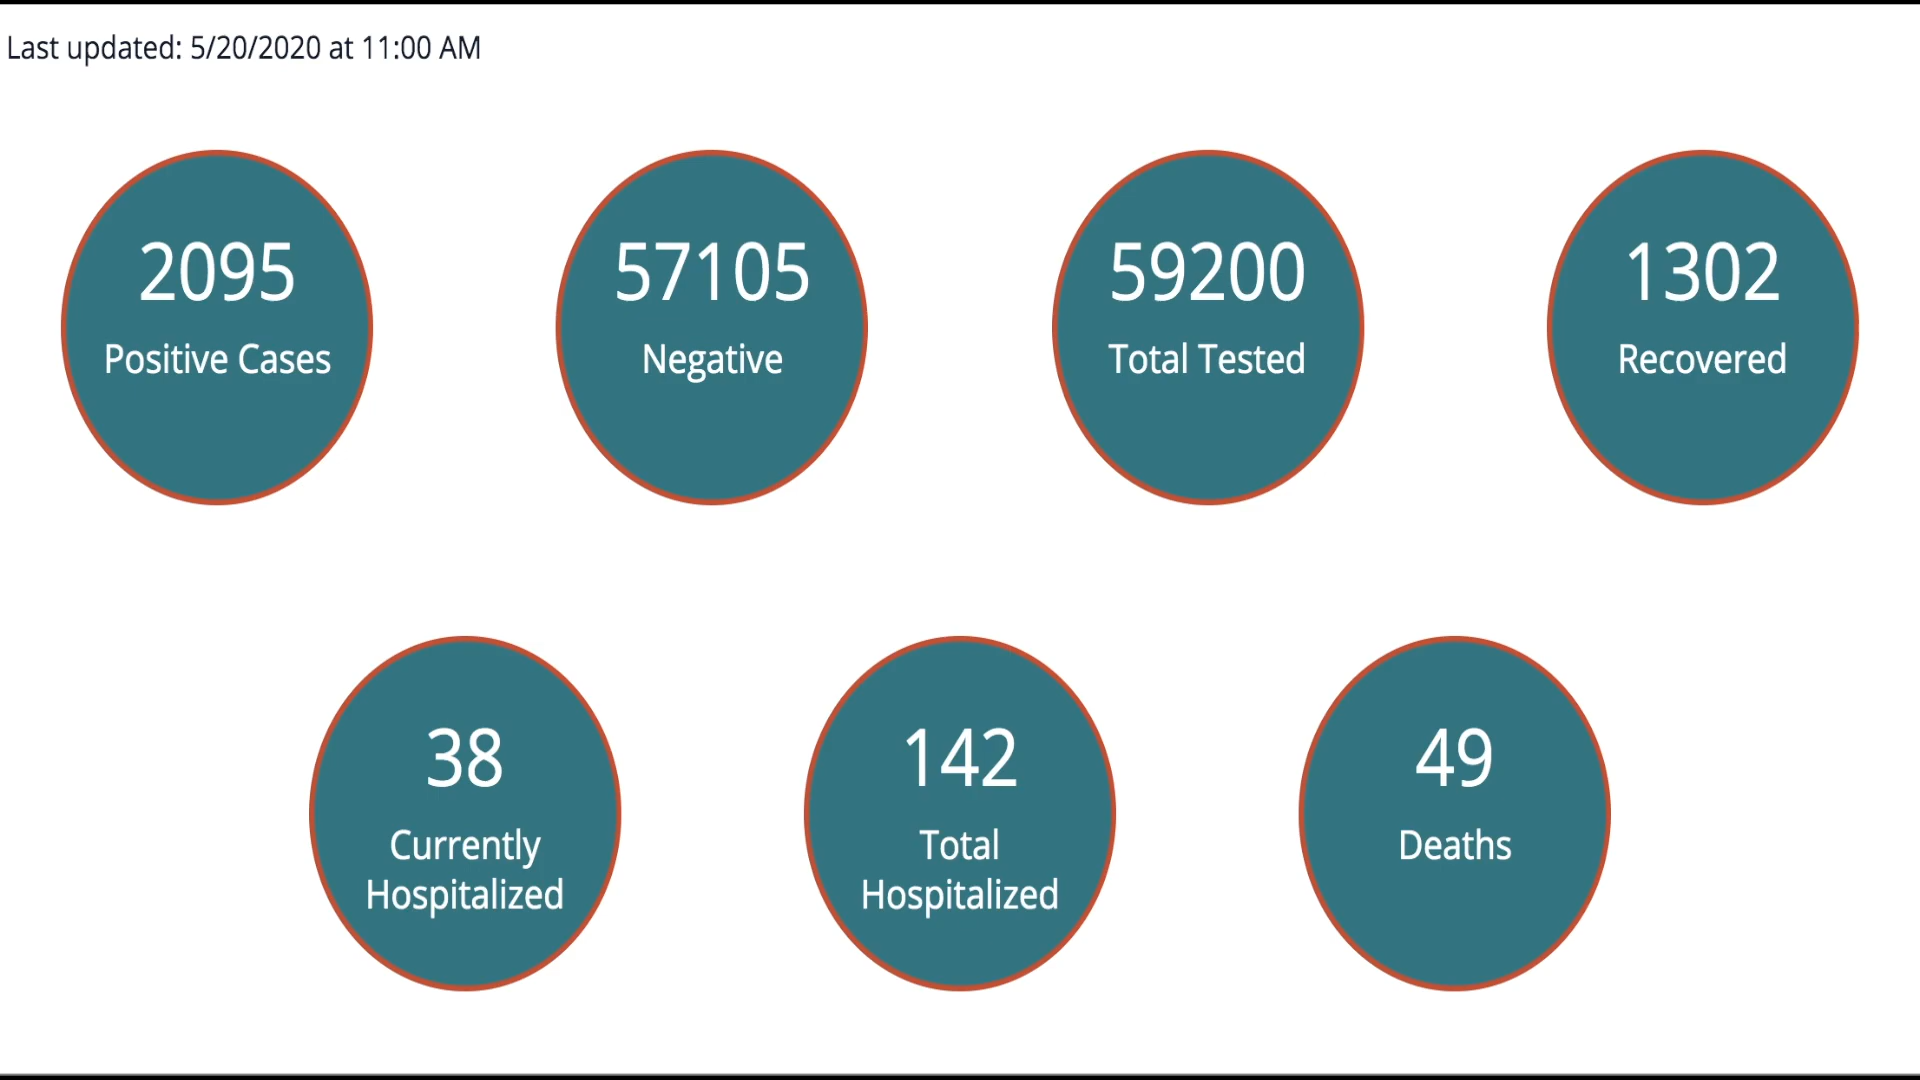 Last updated: 5/20/2020 at 11:00 AM
2095
Positive Cases
57105
Negative
59200
Total Tested
1302
Recovered
38
Currently
Hospitalized
142
Total
Hospitalized
49
Deaths